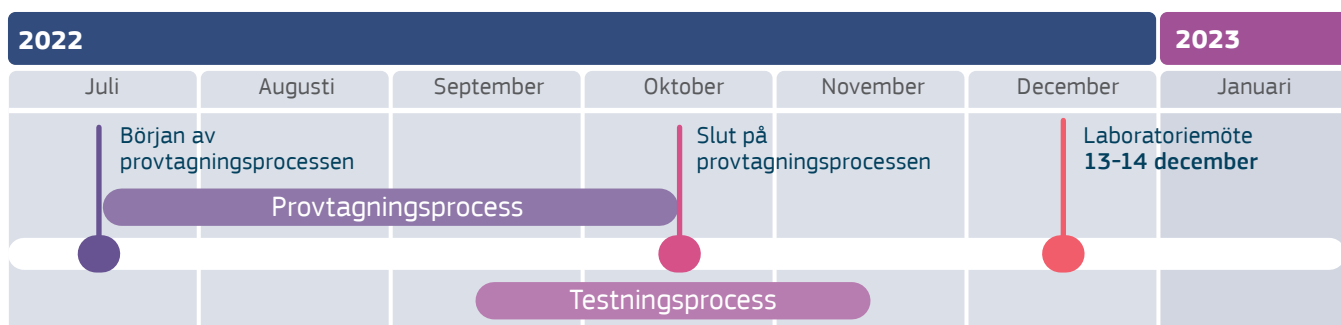 2022
2023
Juli
Augusti
September
Oktober
November
December
Januari
Början av
provtagningsprocessen
Slut på
provtagningsprocessen
Laboratoriemöte
13-14 december
Provtagningsprocess
Testningsprocess